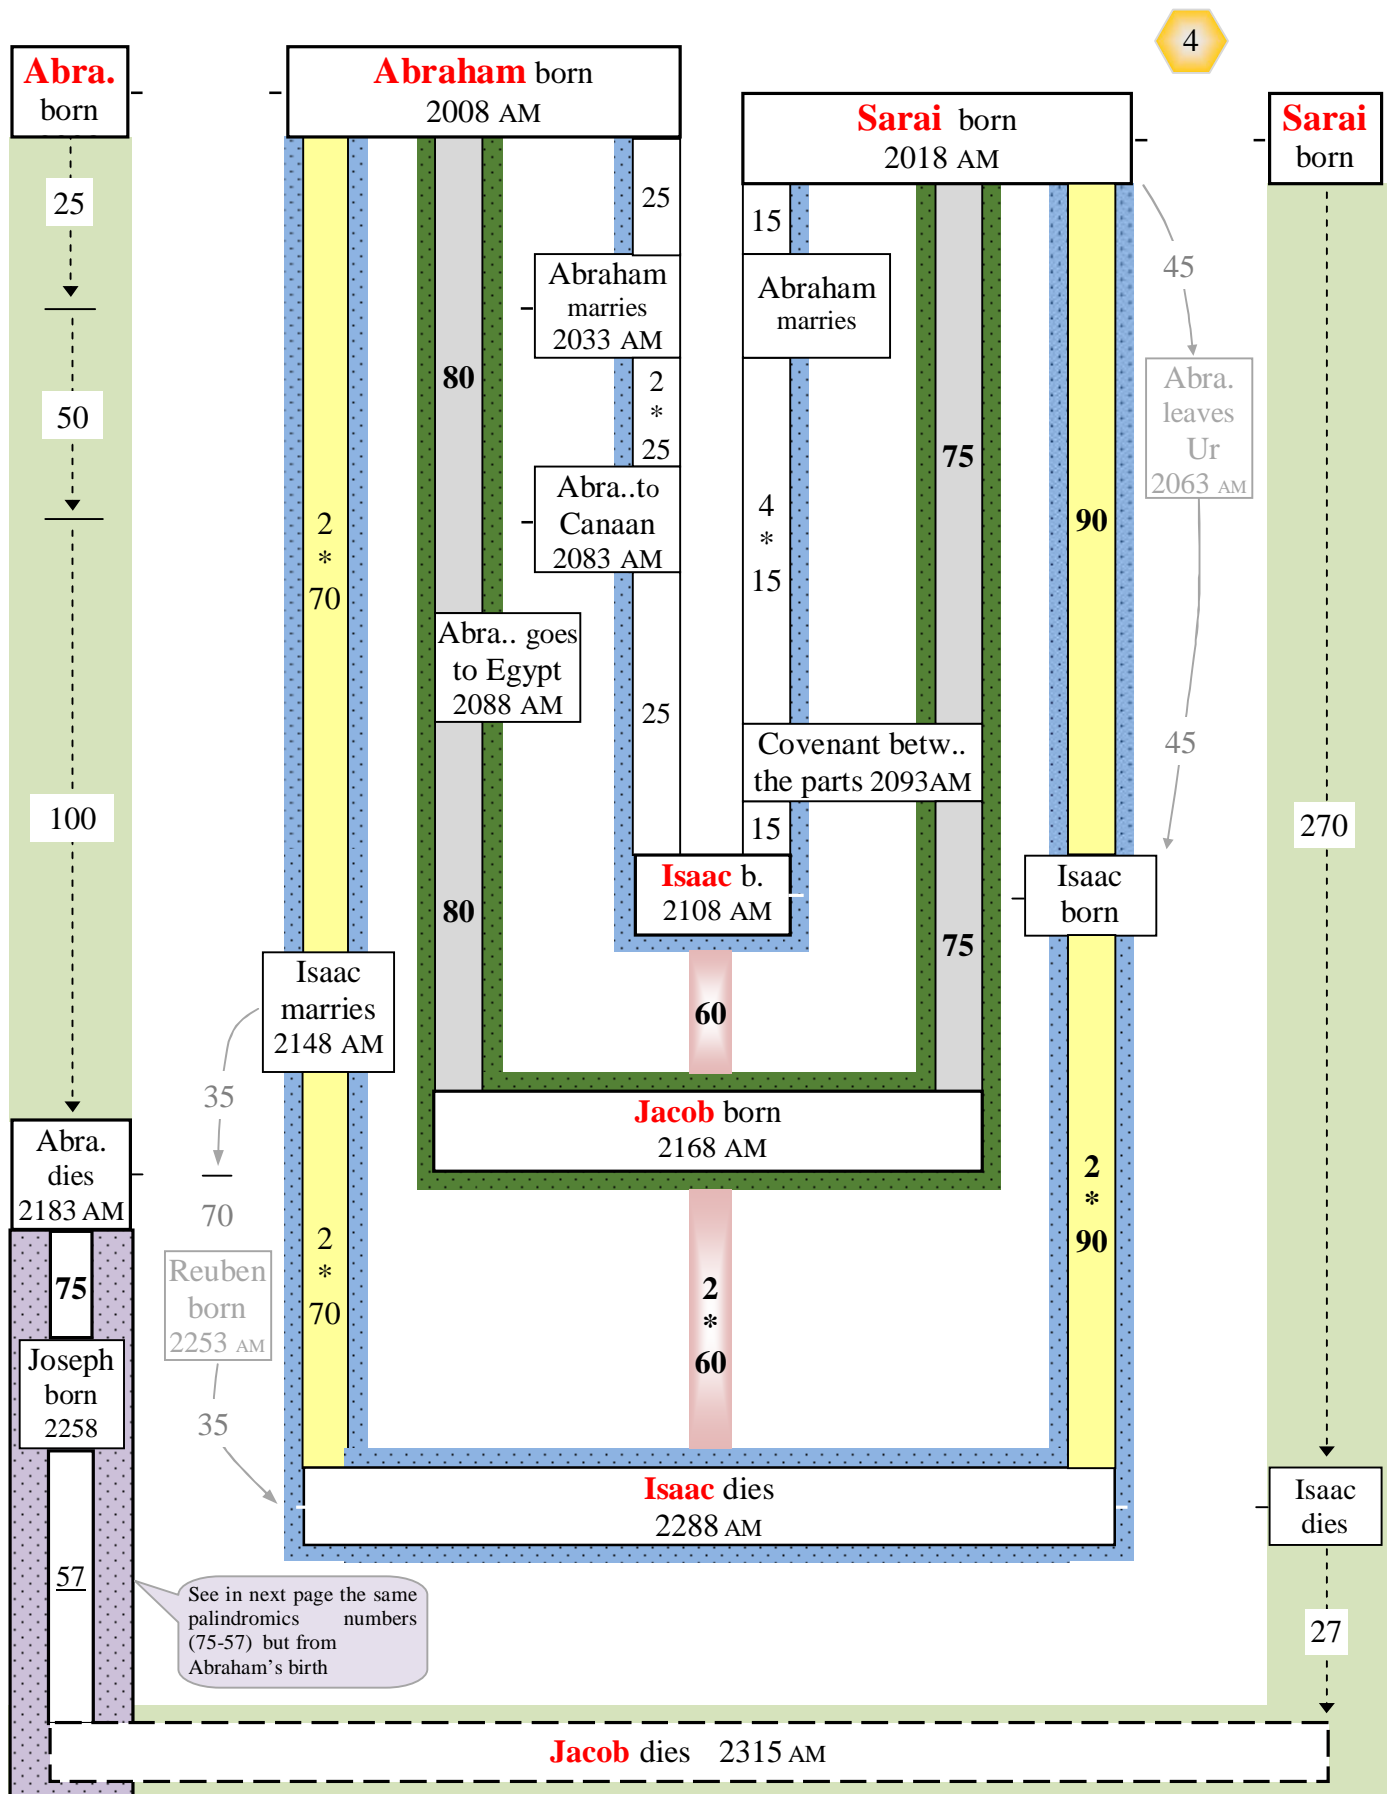 4
Abra.
born
Abraham born
2008 AM
Sarai born
2018 AM
Sarai
born
25
50
100
Abra.
dies
2183 AM
75
Joseph
born
2258
57
2
*
70
Isaac
marries
2148 AM
35
70
Reuben
born
2253 AM
35
2
*
70
80
Abra.. goes
to Egypt
2088 AM
80
25
Abraham
marries
2033 AM
2
*
25
Abra..to
Canaan
2083 AM
25
15
Abraham
marries
4
*
15
Covenant betw..
the parts 2093AM
15
Isaac b.
2108 AM
60
75
75
Jacob born
2168 AM
2
*
60
90
Isaac
born
2
*
90
45
Abra.
leaves
Ur
2063 AM
45
270
Isaac dies
2288 AM
Isaac
dies
27
See in next page the same
palindromics numbers
(75-57) but from
Abraham’s birth
Jacob dies 2315 AM